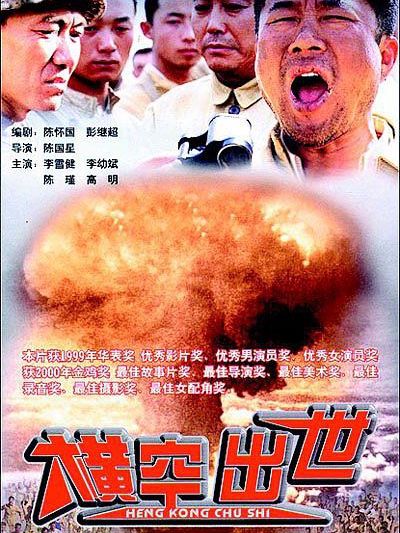 编剧：陈怀国 彭继超
导演：陈国星
主演：李雪健 李幼斌
陈瑾 高明
本片获1999年华表奖 优秀影片奖、优秀男演员奖、优秀女演员奖
获2000年金鸡奖 最佳故事片奖、最佳导演奖、最佳美术奖、最佳
录音奖、最佳摄影奖、最佳女配角奖。
横空出世
HENG KONG CHU SHI